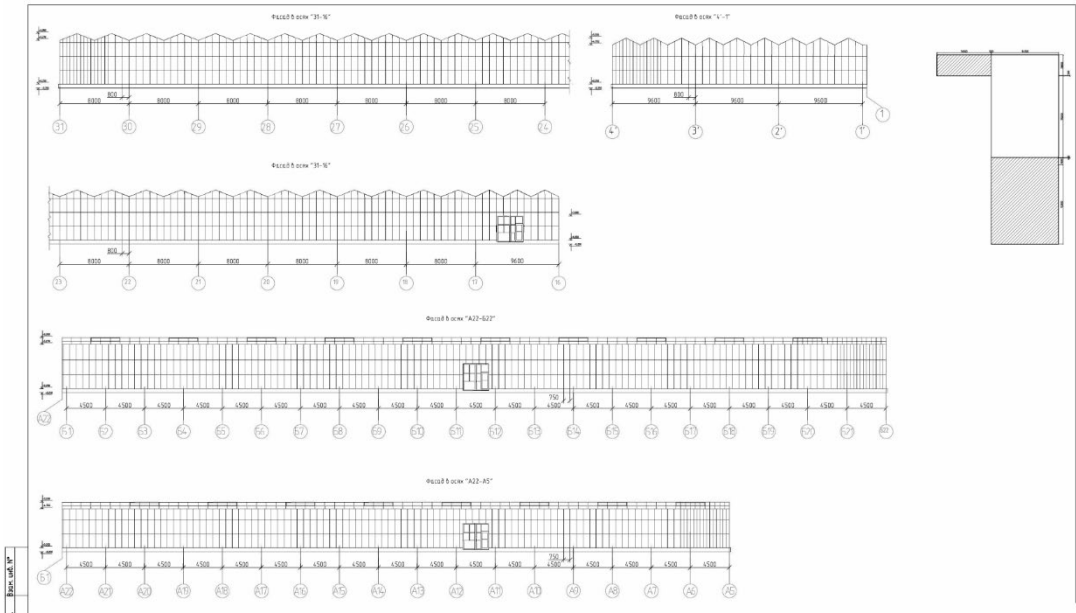 Фасад в осях "31-16"
800
8000 8000 8000 8000 8000 8000 8000
31 30 29 28 27 26 25 24
Фасад в осях "4'-1'"
800
9600 9600 9600
4' 3' 2' 1' 1
Фасад в осях "31-16"
800
8000 8000 8000 8000 8000 8000 9600
23 22 21 20 19 18 17 16
Фасад в осях "А22-Б22"
750
4500 4500 4500 4500 4500 4500 4500 4500 4500 4500 4500 4500 4500 4500 4500 4500 4500 4500 4500 4500 4500
А22
Б1 Б2 Б3 Б4 Б5 Б6 Б7 Б8 Б9 Б10 Б11 Б12 Б13 Б14 Б15 Б16 Б17 Б18 Б19 Б20 Б21 Б22
Фасад в осях "А22-А5"
750
4500 4500 4500 4500 4500 4500 4500 4500 4500 4500 4500 4500 4500 4500 4500 4500 4500
Б1
А22 А21 А20 А19 А18 А17 А16 А15 А14 А13 А12 А11 А10 А9 А8 А7 А6 А5
Взам. инв. №